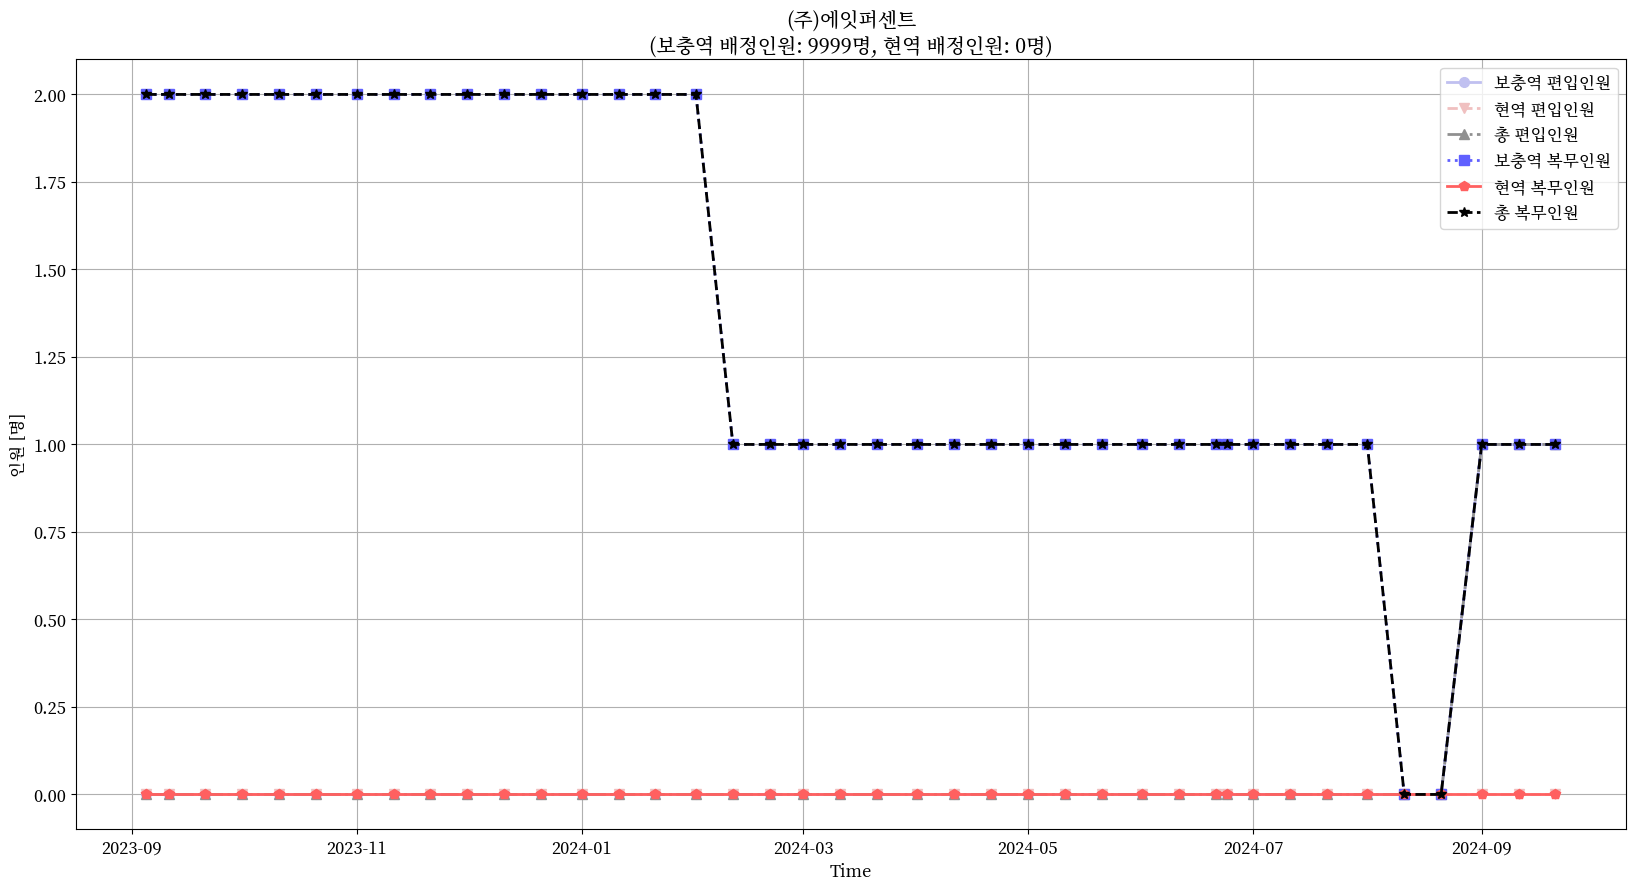 (주)에잇퍼센트
(보충역 배정인원: 9999명, 현역 배정인원: 0명)
보충역 편입인원
현역 편입인원
총 편입인원
보충역 복무인원
현역 복무인원
총 복무인원
2.00
1.75
1.50
1.25
1.00
0.75
0.50
0.25
0.00
인원 [명]
2023-09
2023-11
2024-01
2024-03
2024-05
2024-07
2024-09
Time